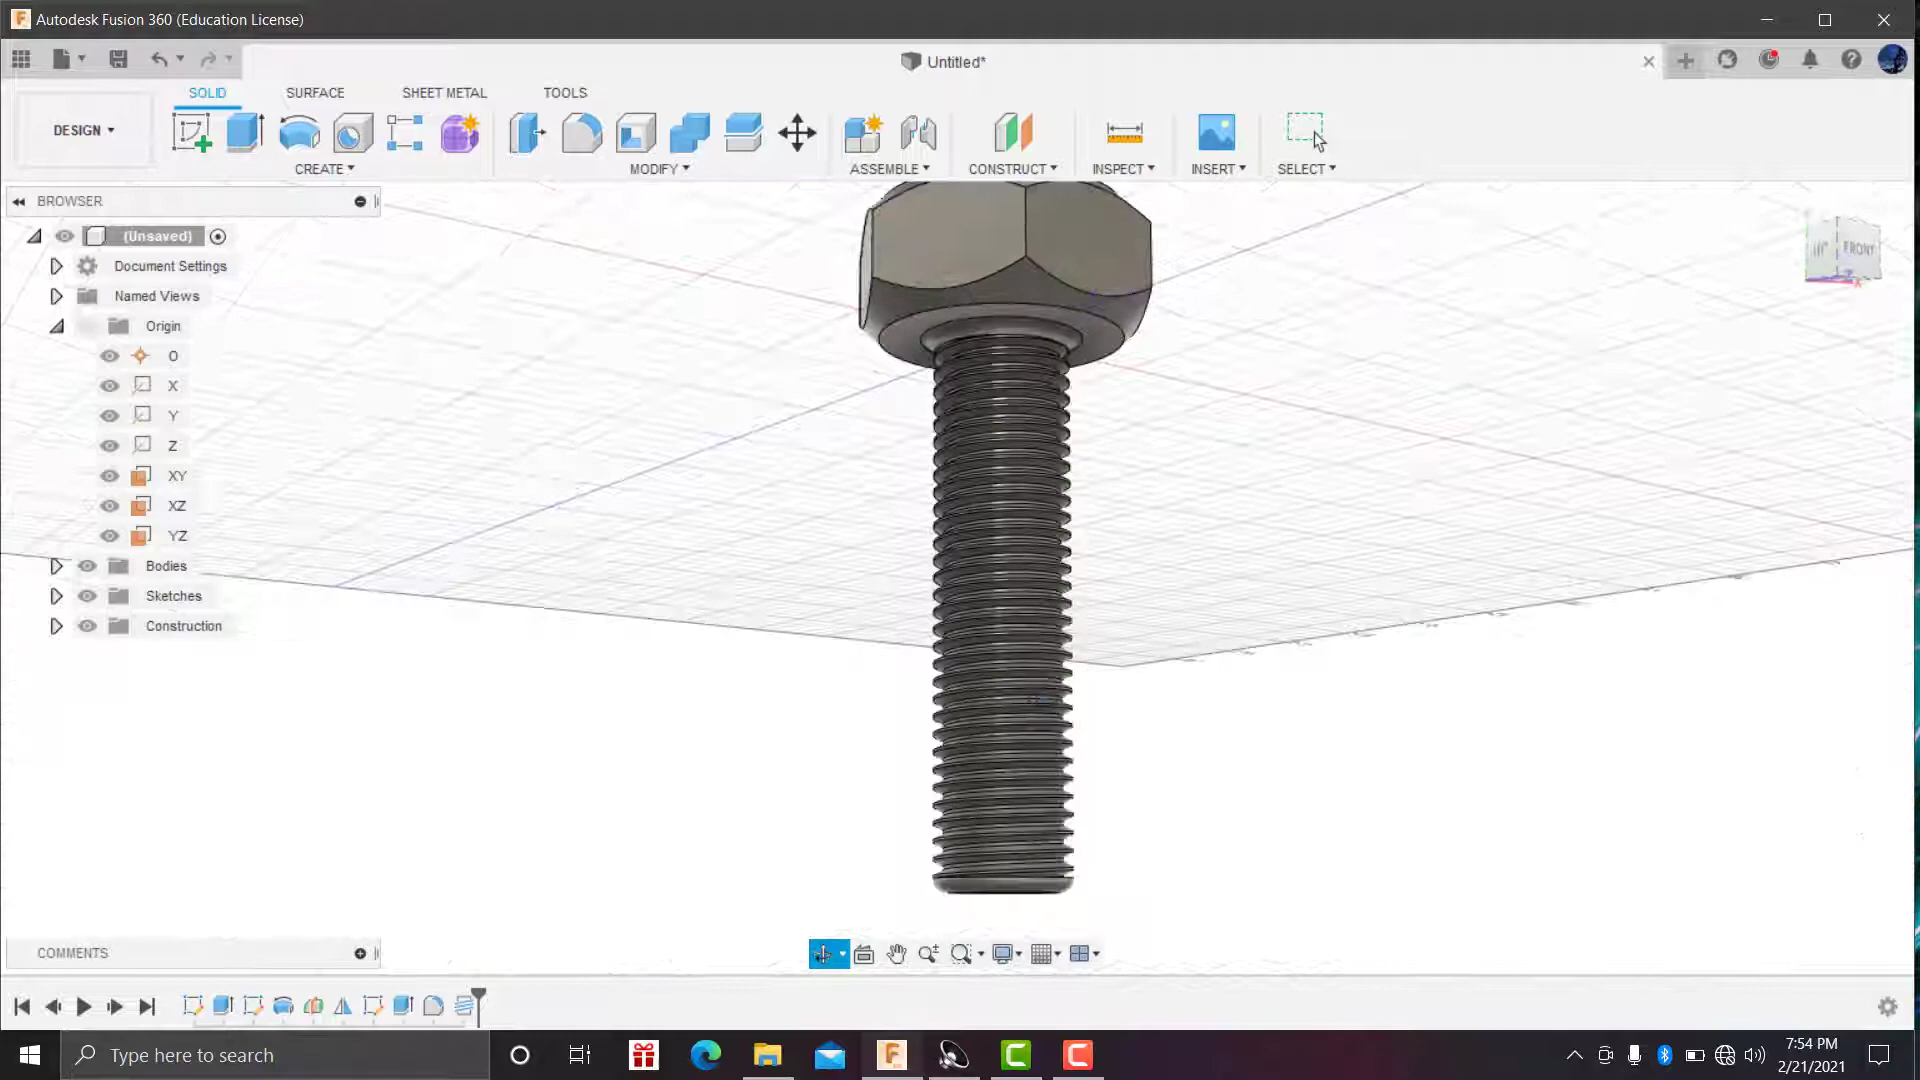 Autodesk Fusion 360 (Education License)
Untitled*
SOLID
SURFACE
SHEET METAL
TOOLS
DESIGN
CREATE
MODIFY
ASSEMBLE
CONSTRUCT
INSPECT
INSERT
SELECT
BROWSER
(Unsaved)
Document Settings
Named Views
Origin
O
X
Y
Z
XY
XZ
YZ
Bodies
Sketches
Construction
FRONT
COMMENTS
Type here to search
7:54 PM
2/21/2021